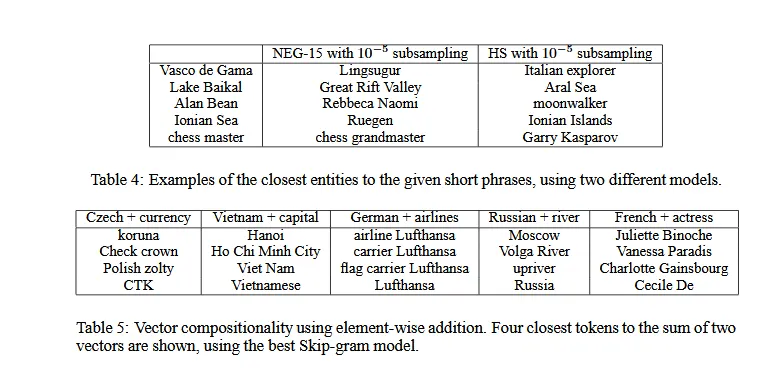 NEG-15 with 10⁻⁵ subsampling HS with 10⁻⁵ subsampling
Vasco de Gama Lingsugur Italian explorer
Lake Baikal Great Rift Valley Aral Sea
Alan Bean Rebbeca Naomi moonwalker
Ionian Sea Ruegen Ionian Islands
chess master chess grandmaster Garry Kasparov
Table 4: Examples of the closest entities to the given short phrases, using two different models.
Czech + currency Vietnam + capital German + airlines Russian + river French + actress
koruna Hanoi airline Lufthansa Moscow Juliette Binoche
Check crown Ho Chi Minh City carrier Lufthansa Volga River Vanessa Paradis
Polish zolty Viet Nam flag carrier Lufthansa upriver Charlotte Gainsbourg
CTK Vietnamese Lufthansa Russia Cecile De
Table 5: Vector compositionality using element-wise addition. Four closest tokens to the sum of two
vectors are shown, using the best Skip-gram model.